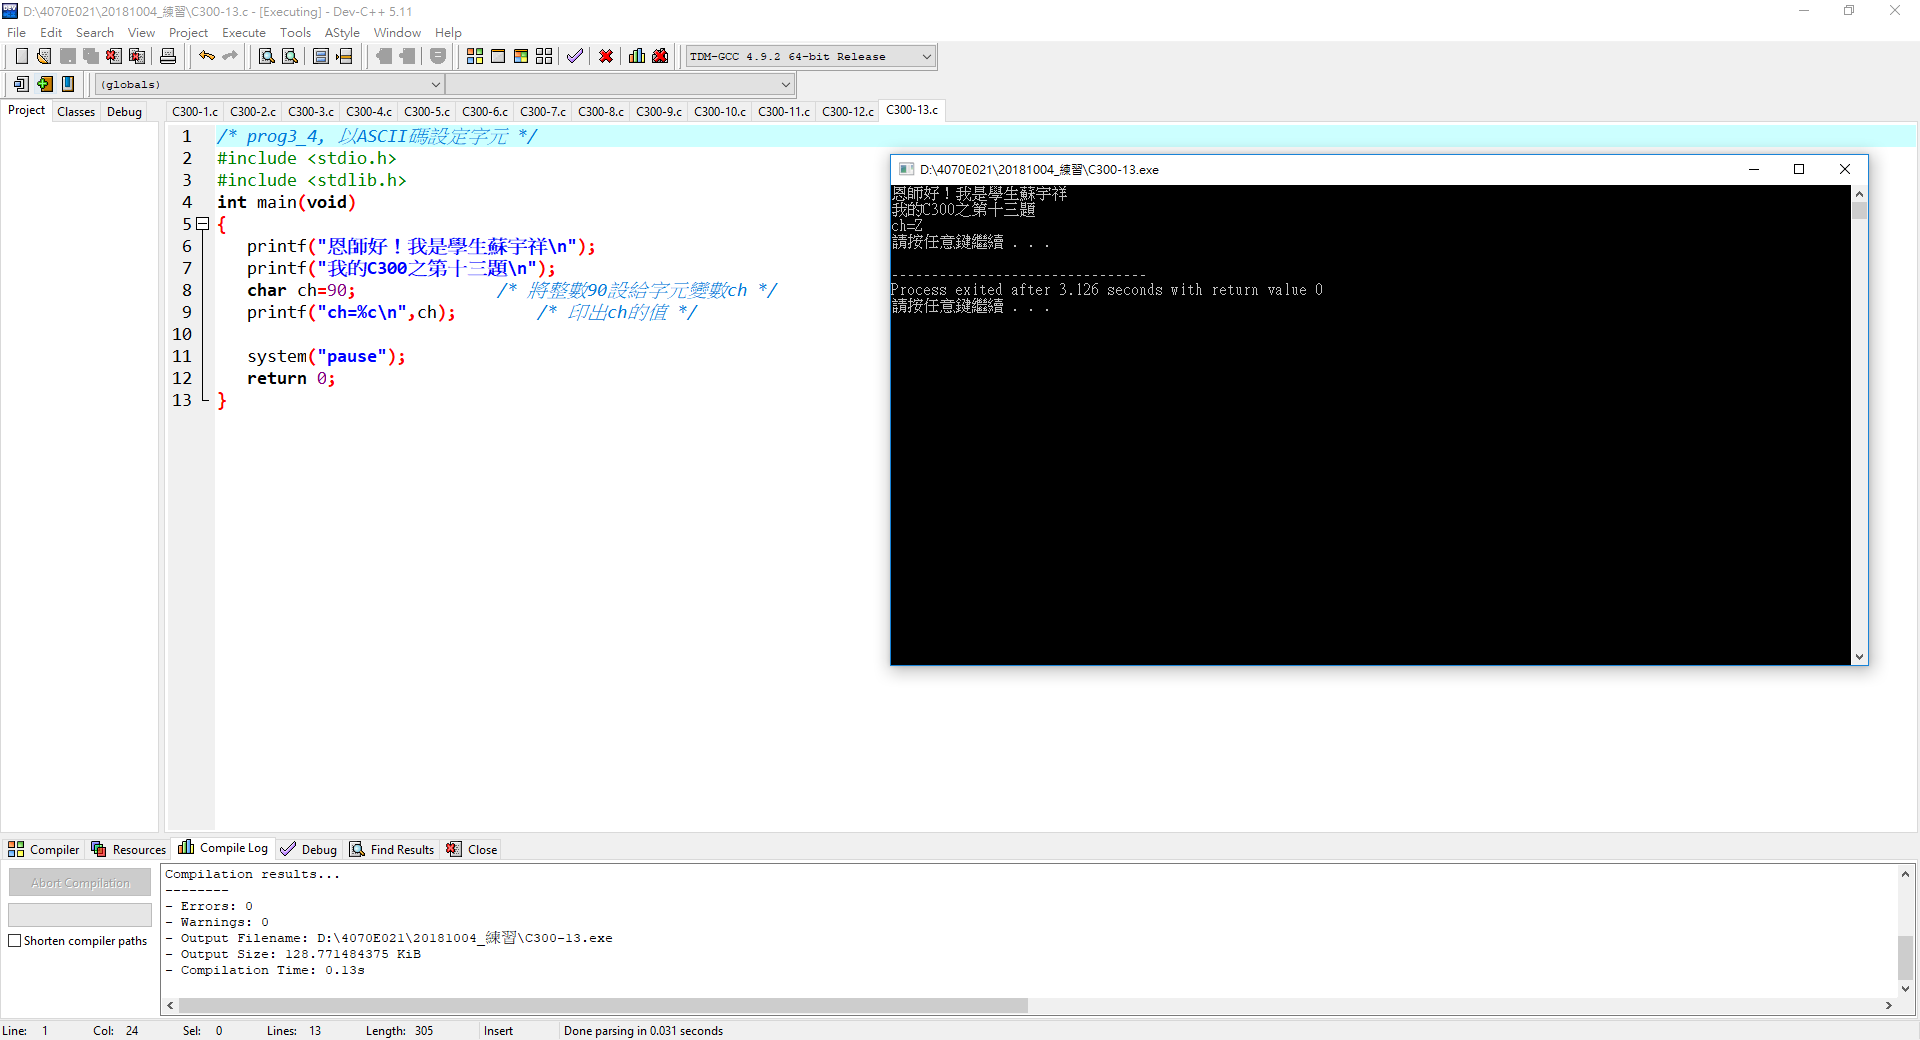 D:\4070E021\20181004_練習\C300-13.c - [Executing] - Dev-C++ 5.11
File Edit Search View Project Execute Tools AStyle Window Help
TDM-GCC 4.9.2 64-bit Release
(globals)
Project Classes Debug
C300-1.c C300-2.c C300-3.c C300-4.c C300-5.c C300-6.c C300-7.c C300-8.c C300-9.c C300-10.c C300-11.c C300-12.c C300-13.c
1 /* prog3_4, 以ASCII碼設定字元 */
2 #include <stdio.h>
3 #include <stdlib.h>
4 int main(void)
5 {
6 printf("恩師好！我是學生蘇宇祥\n");
7 printf("我的C300之第十三題\n");
8 char ch=90; /* 將整數90設給字元變數ch */
9 printf("ch=%c\n",ch); /* 印出ch的值 */
10
11 system("pause");
12 return 0;
13 }
D:\4070E021\20181004_練習\C300-13.exe
恩師好！我是學生蘇宇祥
我的C300之第十三題
ch=Z
請按任意鍵繼續 . . .
--------------------------------
Process exited after 3.126 seconds with return value 0
請按任意鍵繼續 . . .
Compiler Resources Compile Log Debug Find Results Close
Abort Compilation
Shorten compiler paths
Compilation results...
--------
- Errors: 0
- Warnings: 0
- Output Filename: D:\4070E021\20181004_練習\C300-13.exe
- Output Size: 128.771484375 KiB
- Compilation Time: 0.13s
Line: 1 Col: 24 Sel: 0 Lines: 13 Length: 305 Insert Done parsing in 0.031 seconds